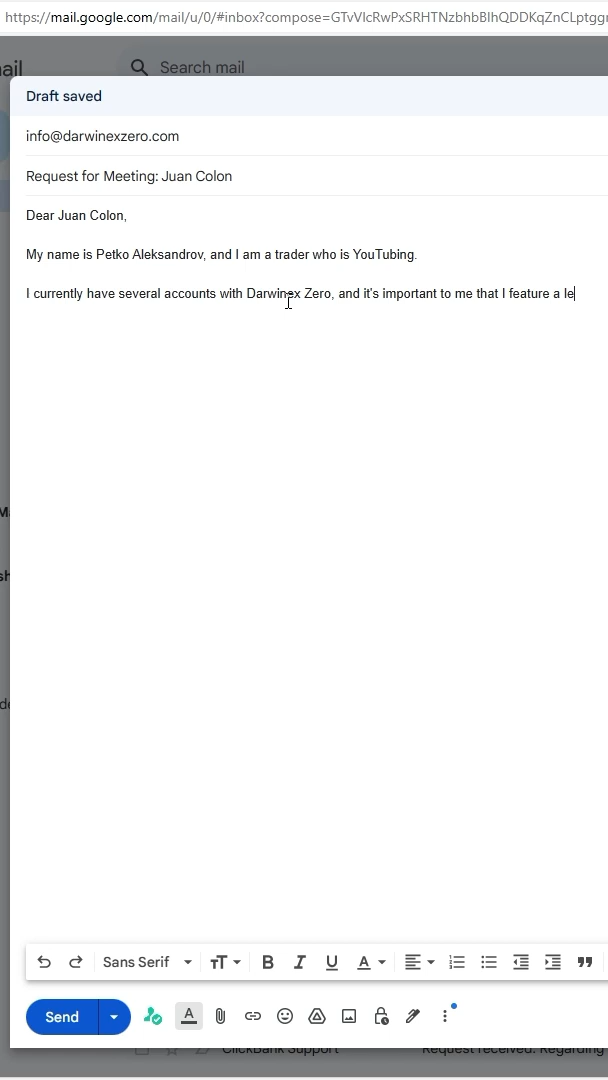 https://mail.google.com/mail/u/0/#inbox?compose=GTvVlcRwPxSRHTNzbhbBlhQDDKqZnCLptggr
ail
Search mail
Draft saved
info@darwinexzero.com
Request for Meeting: Juan Colon
Dear Juan Colon,
My name is Petko Aleksandrov, and I am a trader who is YouTubing.
I currently have several accounts with Darwinex Zero, and it's important to me that I feature a le
Sans Serif
Send
ClickBank Support
Request received: Regarding